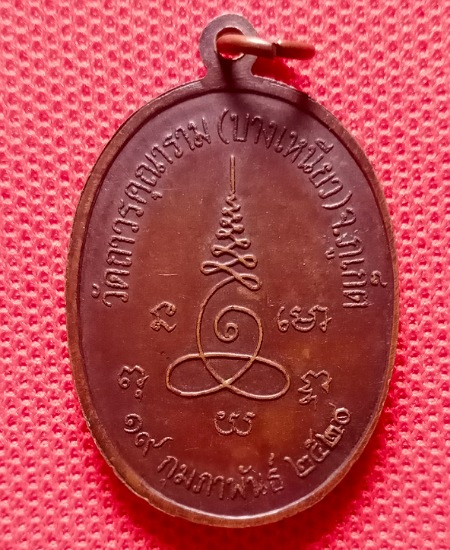 วัดถาวรคุณาราม (บางเหนียว) จ.ภูเก็ต
๑๙ กุมภาพันธ์ ๒๕๒๐